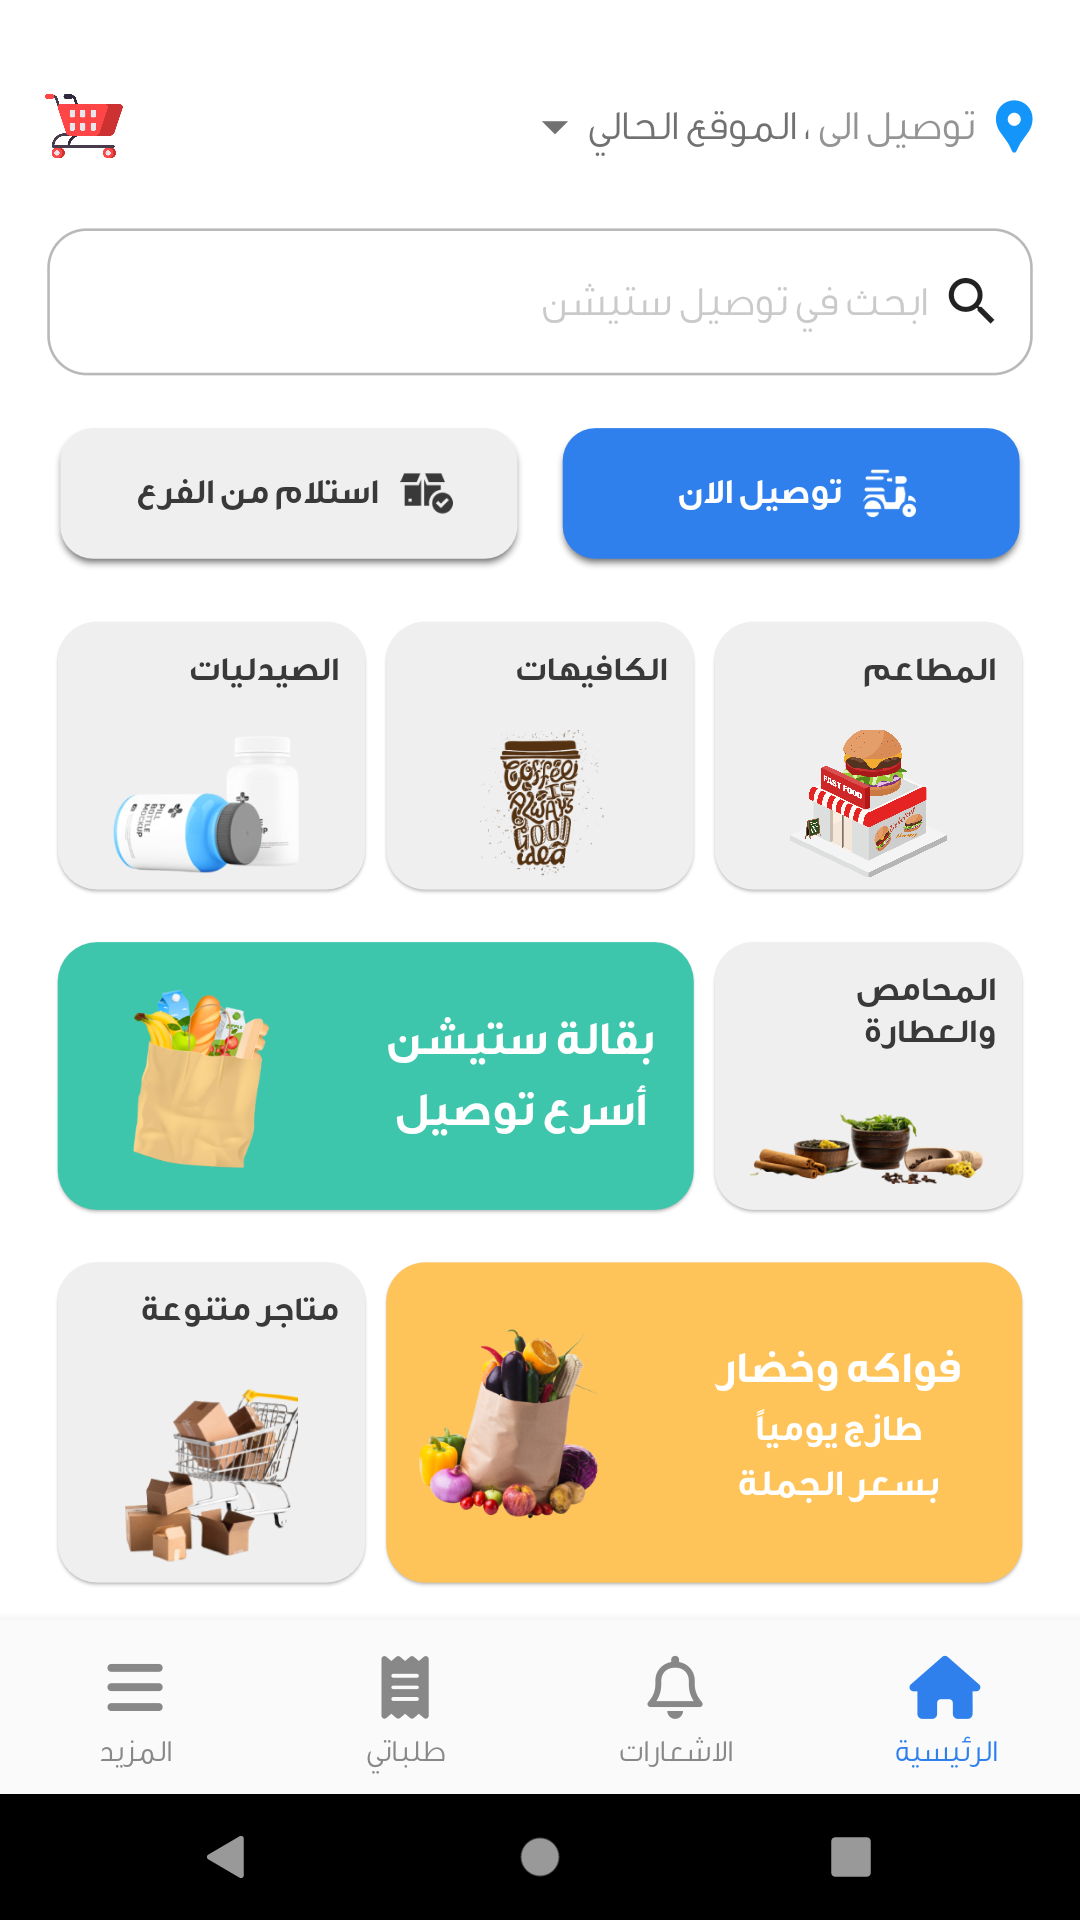 توصيل الى ، الموقع الحالي
ابحث في توصيل ستيشن
توصيل الان
استلام من الفرع
المطاعم
FAST FOOD
الكافيهات
Coffee
IS
Always
GOOD
idea
الصيدليات
PILL
BOTTLE
MOCKUP
المحامص
والعطارة
بقالة ستيشن
أسرع توصيل
فواكه وخضار
طازج يومياً
بسعر الجملة
متاجر متنوعة
الرئيسية
الاشعارات
طلباتي
المزيد